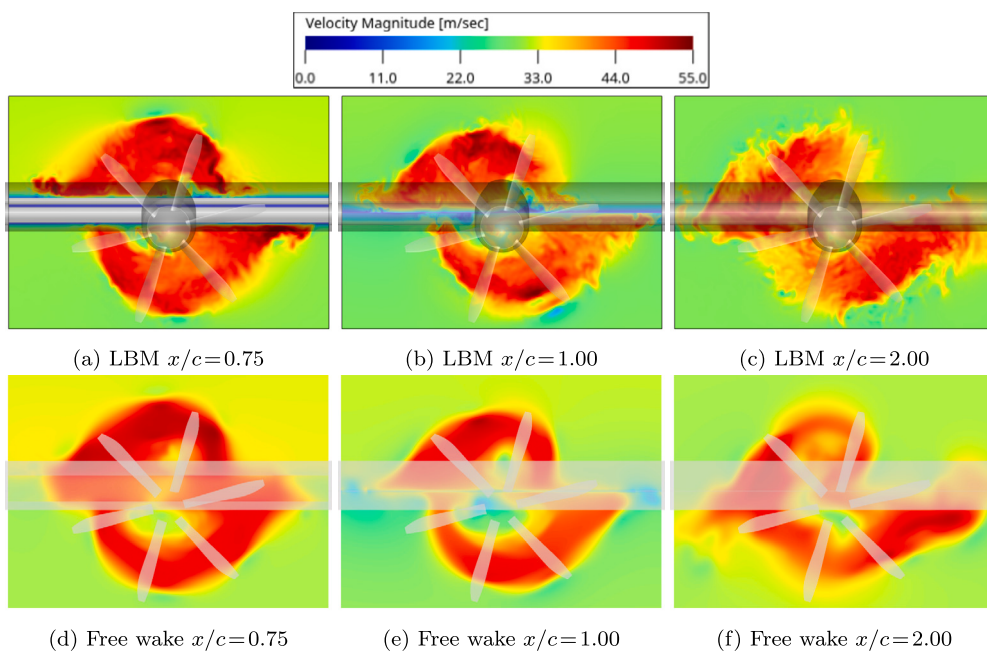 Velocity Magnitude [m/sec]
0.0 11.0 22.0 33.0 44.0 55.0
(a) LBM x/c=0.75
(b) LBM x/c=1.00
(c) LBM x/c=2.00
(d) Free wake x/c=0.75
(e) Free wake x/c=1.00
(f) Free wake x/c=2.00